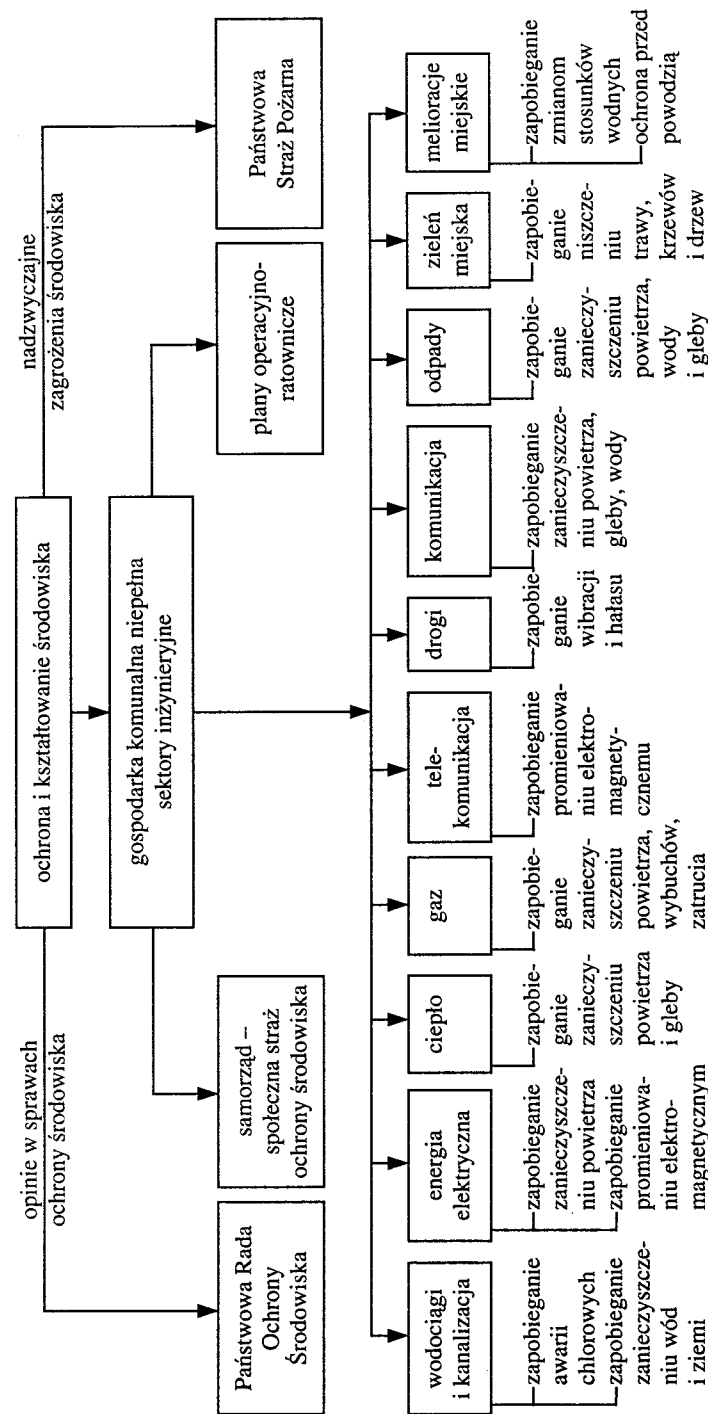 opinie w sprawach
ochrony środowiska
ochrona i kształtowanie środowiska
nadzwyczajne
zagrożenia środowiska
gospodarka komunalna niepełna
sektory inżynieryjne
Państwowa Rada
Ochrony
Środowiska
samorząd –
społeczna straż
ochrony środowiska
plany operacyjno-
ratownicze
Państwowa
Straż Pożarna
wodociągi
i kanalizacja
zapobieganie
awarii
chlorowych
zapobieganie
zanieczyszcze-
niu wód
i ziemi
energia
elektryczna
zapobieganie
zanieczyszcze-
niu powietrza
zapobieganie
promieniowa-
niu elektro-
magnetycznym
ciepło
zapobie-
ganie
zanieczy-
szczeniu
powietrza
i gleby
gaz
zapobie-
ganie
zanieczy-
szczeniu
powietrza,
wybuchów,
zatrucia
tele-
komunikacja
zapobieganie
promieniowa-
niu elektro-
magnety-
cznemu
drogi
zapobie-
ganie
wibracji
i hałasu
komunikacja
zapobieganie
zanieczyszcze-
niu powietrza,
gleby, wody
odpady
zapobie-
ganie
zanieczy-
szczeniu
powietrza,
wody
i gleby
zieleń
miejska
zapobie-
ganie
niszcze-
niu
trawy,
krzewów
i drzew
melioracje
miejskie
zapobieganie
zmianom
stosunków
wodnych
ochrona przed
powodzią